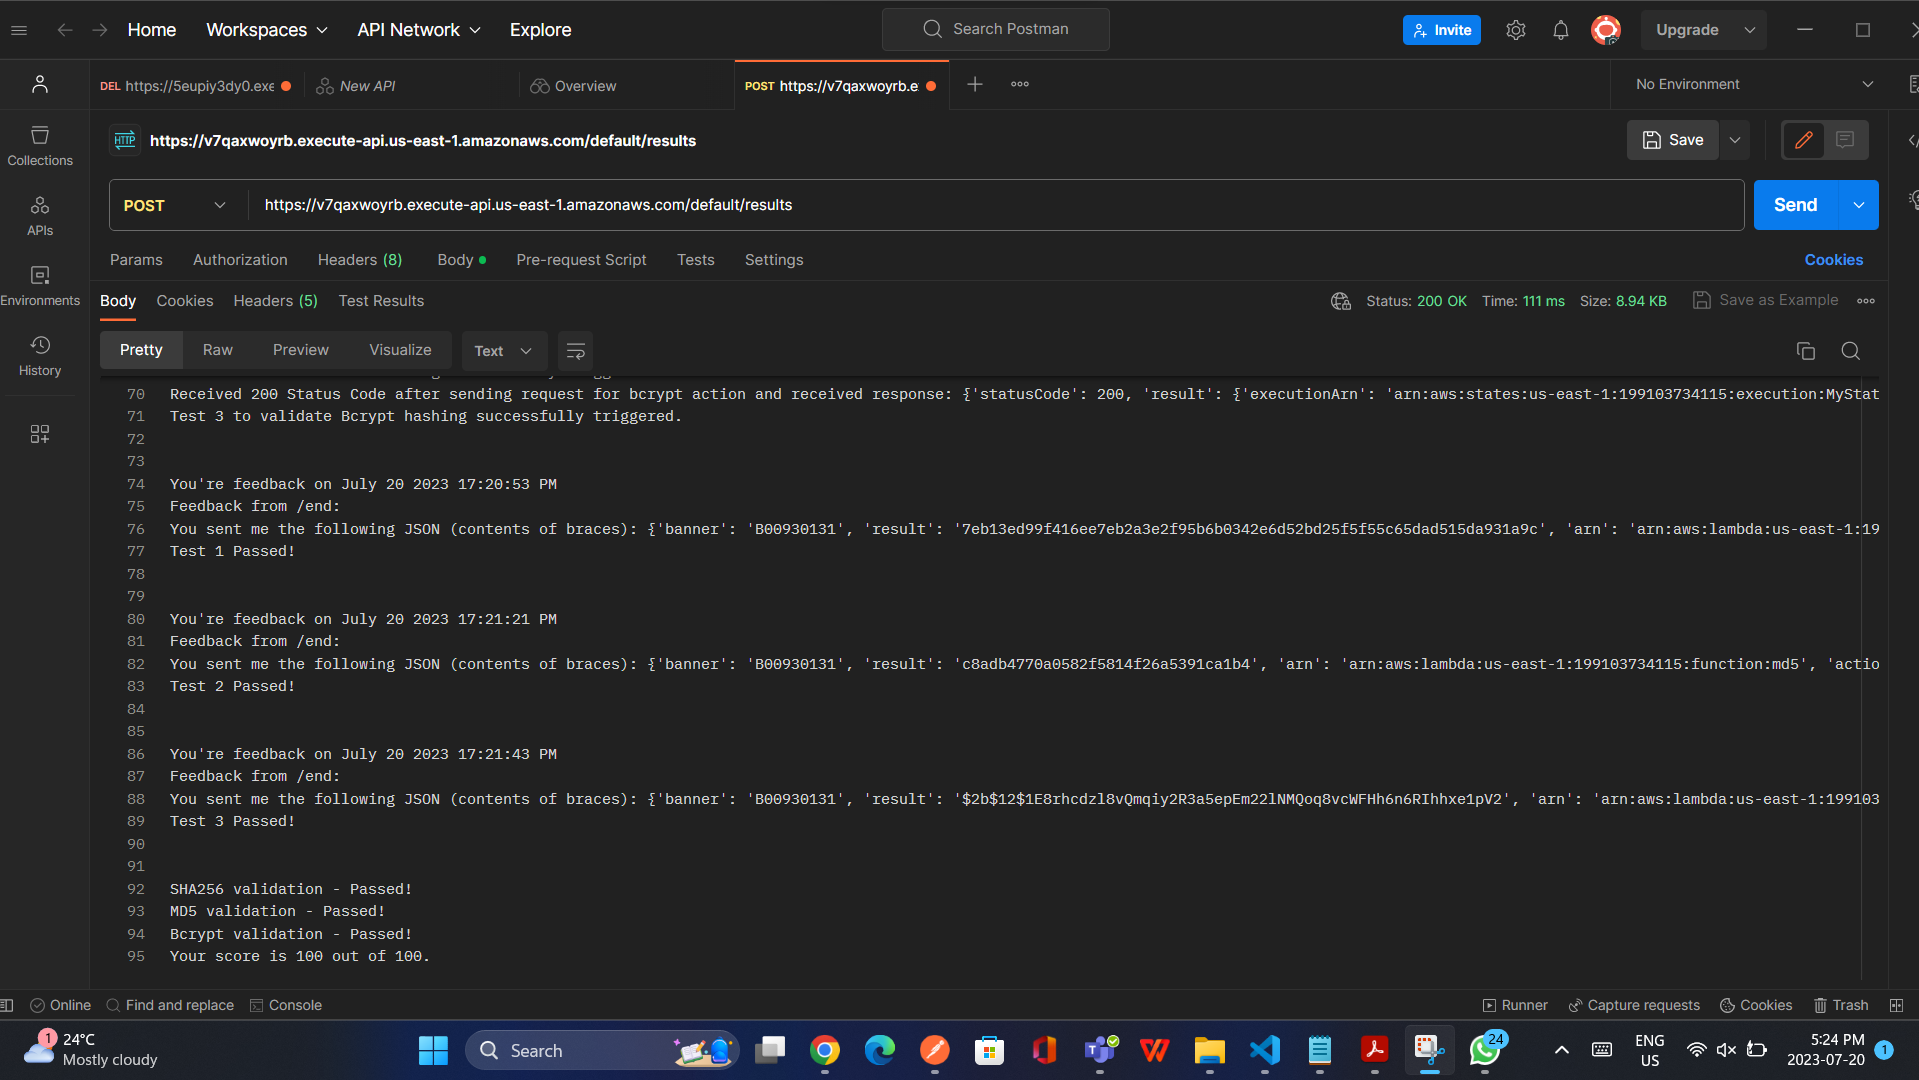 Home Workspaces API Network Explore Search Postman Invite Upgrade
DEL https://5eupiy3dy0.exe New API Overview POST https://v7qaxwoyrb.e No Environment
HTTP https://v7qaxwoyrb.execute-api.us-east-1.amazonaws.com/default/results Save
POST https://v7qaxwoyrb.execute-api.us-east-1.amazonaws.com/default/results Send
Params Authorization Headers (8) Body Pre-request Script Tests Settings Cookies
Body Cookies Headers (5) Test Results Status: 200 OK Time: 111 ms Size: 8.94 KB Save as Example
Pretty Raw Preview Visualize Text
Collections
APIs
Environments
History
70 Received 200 Status Code after sending request for bcrypt action and received response: {'statusCode': 200, 'result': {'executionArn': 'arn:aws:states:us-east-1:199103734115:execution:MyStat
71 Test 3 to validate Bcrypt hashing successfully triggered.
72
73
74 You're feedback on July 20 2023 17:20:53 PM
75 Feedback from /end:
76 You sent me the following JSON (contents of braces): {'banner': 'B00930131', 'result': '7eb13ed99f416ee7eb2a3e2f95b6b0342e6d52bd25f5f55c65dad515da931a9c', 'arn': 'arn:aws:lambda:us-east-1:19
77 Test 1 Passed!
78
79
80 You're feedback on July 20 2023 17:21:21 PM
81 Feedback from /end:
82 You sent me the following JSON (contents of braces): {'banner': 'B00930131', 'result': 'c8adb4770a0582f5814f26a5391ca1b4', 'arn': 'arn:aws:lambda:us-east-1:199103734115:function:md5', 'actio
83 Test 2 Passed!
84
85
86 You're feedback on July 20 2023 17:21:43 PM
87 Feedback from /end:
88 You sent me the following JSON (contents of braces): {'banner': 'B00930131', 'result': '$2b$12$1E8rhcdzl8vQmqiy2R3a5epEm22lNMQoq8vcWFHh6n6RIhhxe1pV2', 'arn': 'arn:aws:lambda:us-east-1:199103
89 Test 3 Passed!
90
91
92 SHA256 validation - Passed!
93 MD5 validation - Passed!
94 Bcrypt validation - Passed!
95 Your score is 100 out of 100.
Online Find and replace Console Runner Capture requests Cookies Trash
1 24°C
Mostly cloudy
Search
24
ENG
US
5:24 PM
2023-07-20
1